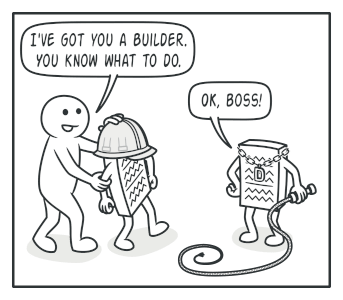 I'VE GOT YOU A BUILDER.
YOU KNOW WHAT TO DO.
OK, BOSS!
D